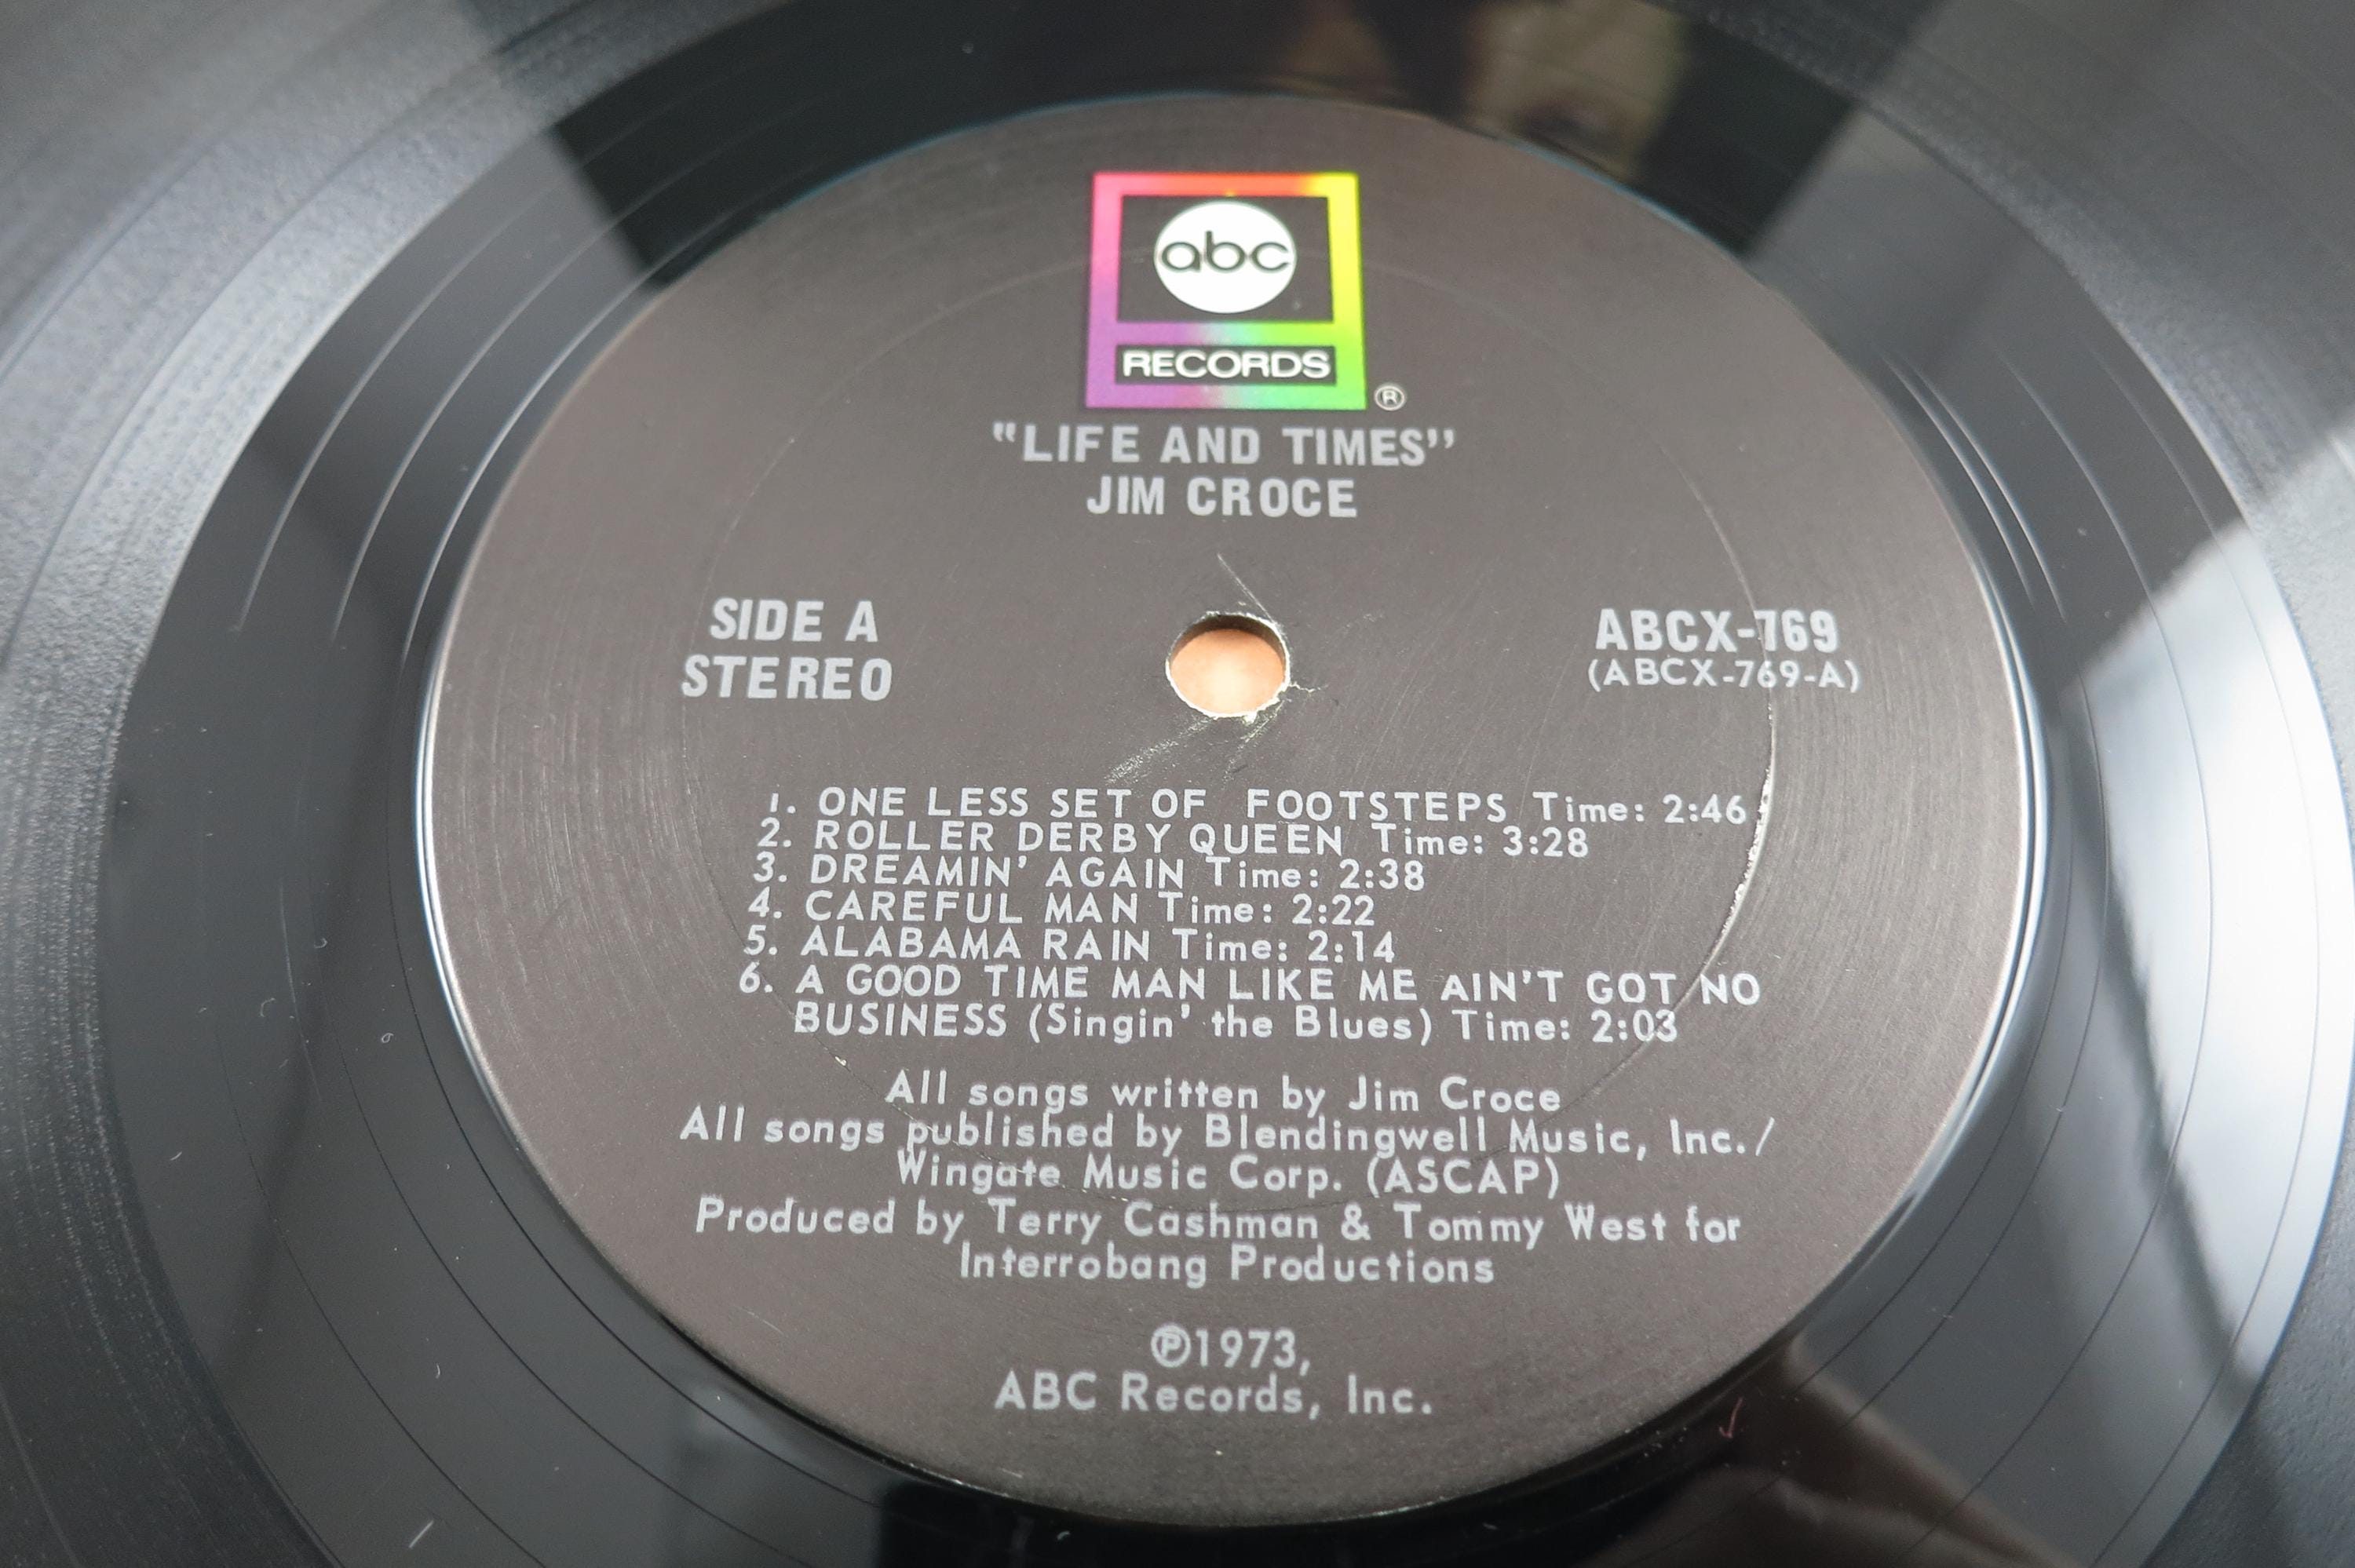 abc
RECORDS
®
"LIFE AND TIMES"
JIM CROCE
SIDE A
STEREO
ABCX-769
(ABCX-769-A)
1. ONE LESS SET OF FOOTSTEPS Time: 2:46
2. ROLLER DERBY QUEEN Time: 3:28
3. DREAMIN' AGAIN Time: 2:38
4. CAREFUL MAN Time: 2:22
5. ALABAMA RAIN Time: 2:14
6. A GOOD TIME MAN LIKE ME AIN'T GOT NO
BUSINESS (Singin' the Blues) Time: 2:03
All songs written by Jim Croce
All songs published by Blendingwell Music, Inc./
Wingate Music Corp. (ASCAP)
Produced by Terry Cashman & Tommy West for
Interrobang Productions
℗1973,
ABC Records, Inc.